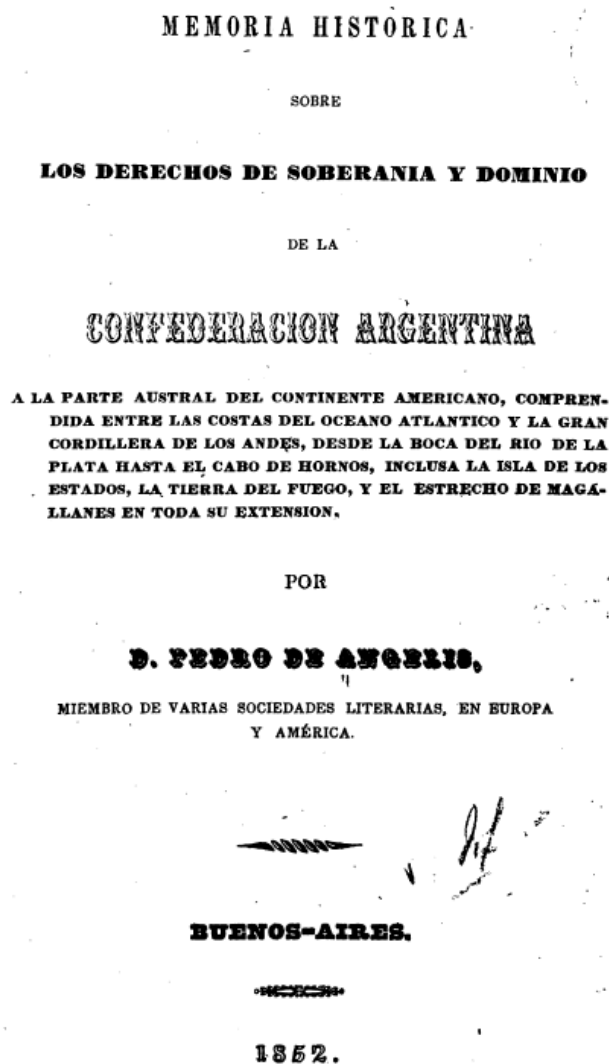 MEMORIA HISTORICA
SOBRE
LOS DERECHOS DE SOBERANIA Y DOMINIO
DE LA
CONFEDERACION ARGENTINA
A LA PARTE AUSTRAL DEL CONTINENTE AMERICANO, COMPREN-
DIDA ENTRE LAS COSTAS DEL OCEANO ATLANTICO Y LA GRAN
CORDILLERA DE LOS ANDES, DESDE LA BOCA DEL RIO DE LA
PLATA HASTA EL CABO DE HORNOS, INCLUSA LA ISLA DE LOS
ESTADOS, LA TIERRA DEL FUEGO, Y EL ESTRECHO DE MAGA-
LLANES EN TODA SU EXTENSION.
POR
D. PEDRO DE ANGELIS,
MIEMBRO DE VARIAS SOCIEDADES LITERARIAS, EN EUROPA
Y AMÉRICA.
BUENOS-AIRES.
1852.